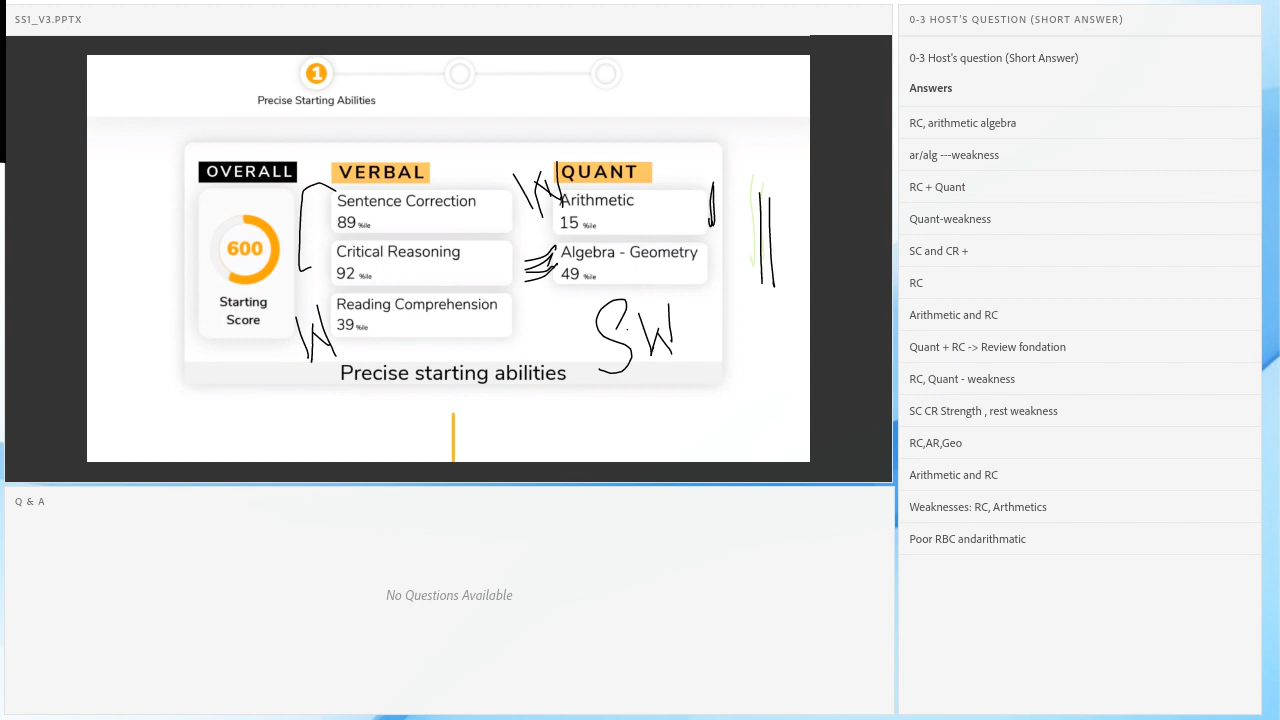 SS1_V3.PPTX
1
Precise Starting Abilities
OVERALL
600
Starting
Score
VERBAL
Sentence Correction
89 %ile
Critical Reasoning
92 %ile
Reading Comprehension
39 %ile
QUANT
Arithmetic
15 %ile
Algebra - Geometry
49 %ile
W
W
SW
Precise starting abilities
Q & A
No Questions Available
0-3 HOST'S QUESTION (SHORT ANSWER)
0-3 Host's question (Short Answer)
Answers
RC, arithmetic algebra
ar/alg ---weakness
RC + Quant
Quant-weakness
SC and CR +
RC
Arithmetic and RC
Quant + RC -> Review fondation
RC, Quant - weakness
SC CR Strength , rest weakness
RC,AR,Geo
Arithmetic and RC
Weaknesses: RC, Arthmetics
Poor RBC andarithmatic